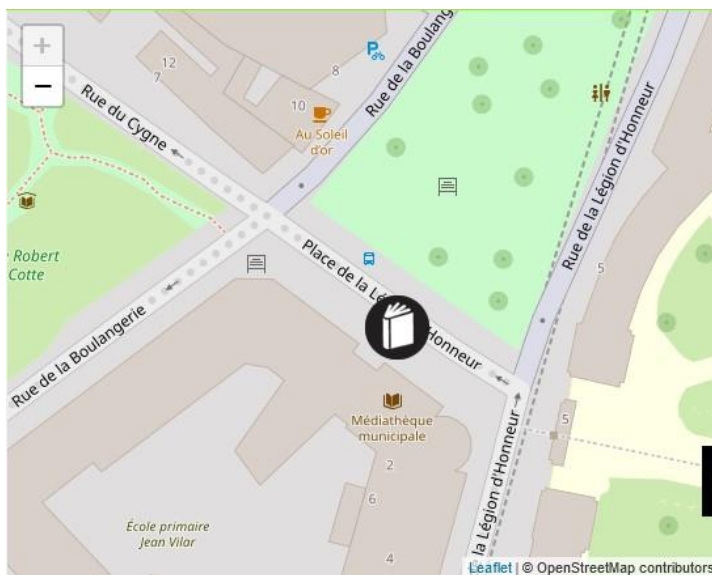 +
−
12
7
8
10
Rue du Cygne
Au Soleil
d'or
Rue de la Boulang
Rue de la Légion d'Honneur
5
Robert
Cotte
Place de la Lé
Honneur
Rue de la Boulangerie
Médiathèque
municipale
5
2
6
la Légion d'Honneur
École primaire
Jean Vilar
4
Leaflet | © OpenStreetMap contributors